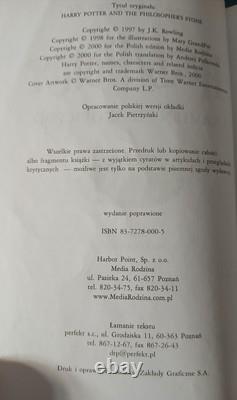 Tytuł oryginału
HARRY POTTER AND THE PHILOSOPHER'S STONE
Copyright © 1997 by J.K. Rowling
Copyright © 1998 for the illustrations by Mary GrandPré
Copyright © 2000 for the Polish edition by Media Rodzina
Copyright © 2000 for the Polish translation by Andrzej Polkowski
Harry Potter, names, characters and related indicia
are copyright and trademark Warner Bros., 2000
Cover Artwork © Warner Bros. A division of Time Warner Entertainment
Company L.P.
Opracowanie polskiej wersji okładki
Jacek Pietrzyński
Wszelkie prawa zastrzeżone. Przedruk lub kopiowanie całości
albo fragmentu książki – z wyjątkiem cytatów w artykułach i przeglądach
krytycznych – możliwe jest tylko na podstawie pisemnej zgody wydawcy.
wydanie poprawione
ISBN 83-7278-000-5
Harbor Point, Sp. z o.o.
Media Rodzina
ul. Pasieka 24, 61-657 Poznań
tel. 820-34-75, fax 820-34-11
www.MediaRodzina.com.pl
Łamanie tekstu
perfekt s.c., ul. Grodziska 11, 60-363 Poznań
tel. 867-12-67, fax 867-26-43
dtp@perfekt.pl
Druk i opraw Zakłady Graficzne S.A.